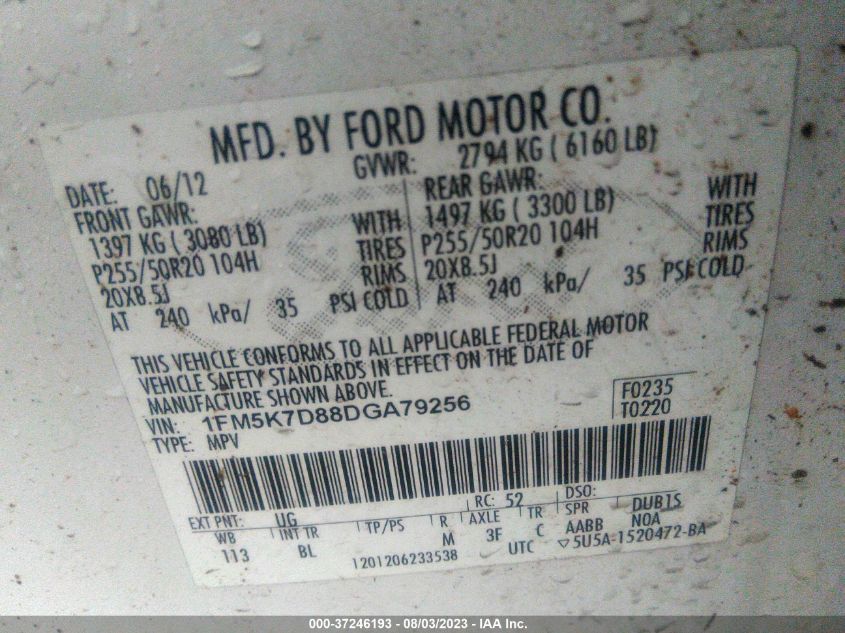 MFD. BY FORD MOTOR CO.
DATE: 06/12 GVWR: 2794 KG ( 6160 LB)
FRONT GAWR: REAR GAWR:
1397 KG ( 3080 LB) WITH 1497 KG ( 3300 LB) WITH
P255/50R20 104H TIRES P255/50R20 104H TIRES
20X8.5J RIMS 20X8.5J RIMS
AT 240 kPa/ 35 PSI COLD AT 240 kPa/ 35 PSI COLD
THIS VEHICLE CONFORMS TO ALL APPLICABLE FEDERAL MOTOR
VEHICLE SAFETY STANDARDS IN EFFECT ON THE DATE OF
MANUFACTURE SHOWN ABOVE.
VIN: 1FM5K7D88DGA79256 F0235
TYPE: MPV T0220
EXT PNT: UG RC: 52 DSO:
WB INT TR TP/PS R AXLE TR SPR DUB1S
113 BL M 3F C AABB NOA
1201206233538 UTC ▽5U5A-1520472-BA
000-37246193 - 08/03/2023 - IAA Inc.